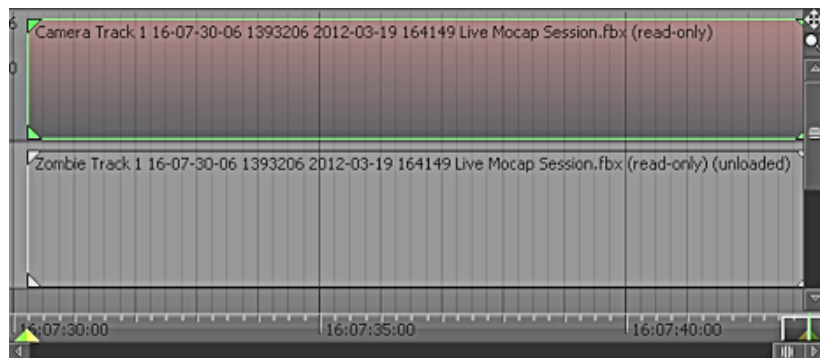 6
Camera Track 1 16-07-30-06 1393206 2012-03-19 164149 Live Mocap Session.fbx (read-only)
0
Zombie Track 1 16-07-30-06 1393206 2012-03-19 164149 Live Mocap Session.fbx (read-only) (unloaded)
16:07:30:00 16:07:35:00 16:07:40:00